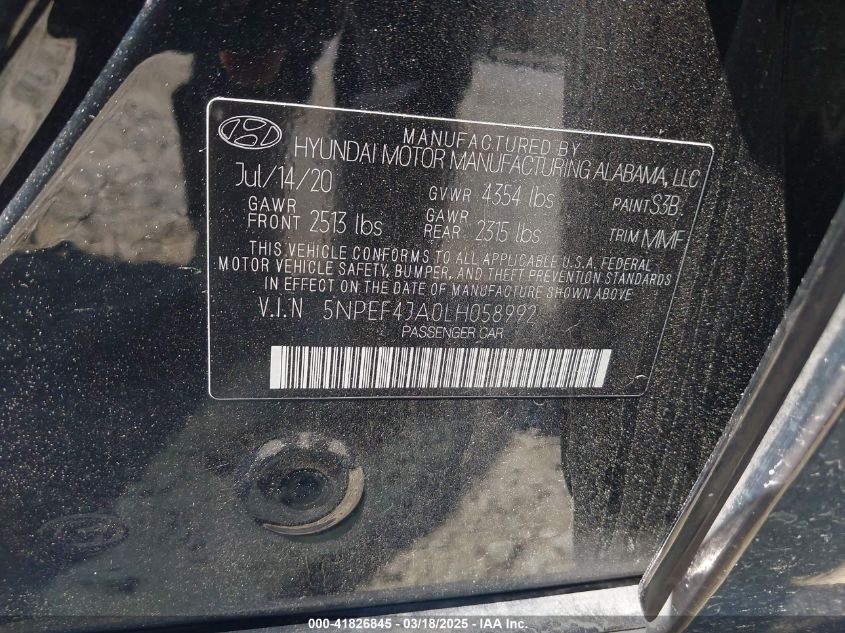 MANUFACTURED BY
HYUNDAI MOTOR MANUFACTURING ALABAMA, LLC
Jul/14/20 GVWR 4354 lbs PAINT S3B
GAWR FRONT 2513 lbs GAWR REAR 2315 lbs TRIM MMF
THIS VEHICLE CONFORMS TO ALL APPLICABLE U.S.A. FEDERAL
MOTOR VEHICLE SAFETY, BUMPER, AND THEFT PREVENTION STANDARDS
IN EFFECT ON THE DATE OF MANUFACTURE SHOWN ABOVE
V.I.N 5NPEF4JA0LH058992
PASSENGER CAR
000-41826845 - 03/18/2025 - IAA Inc.